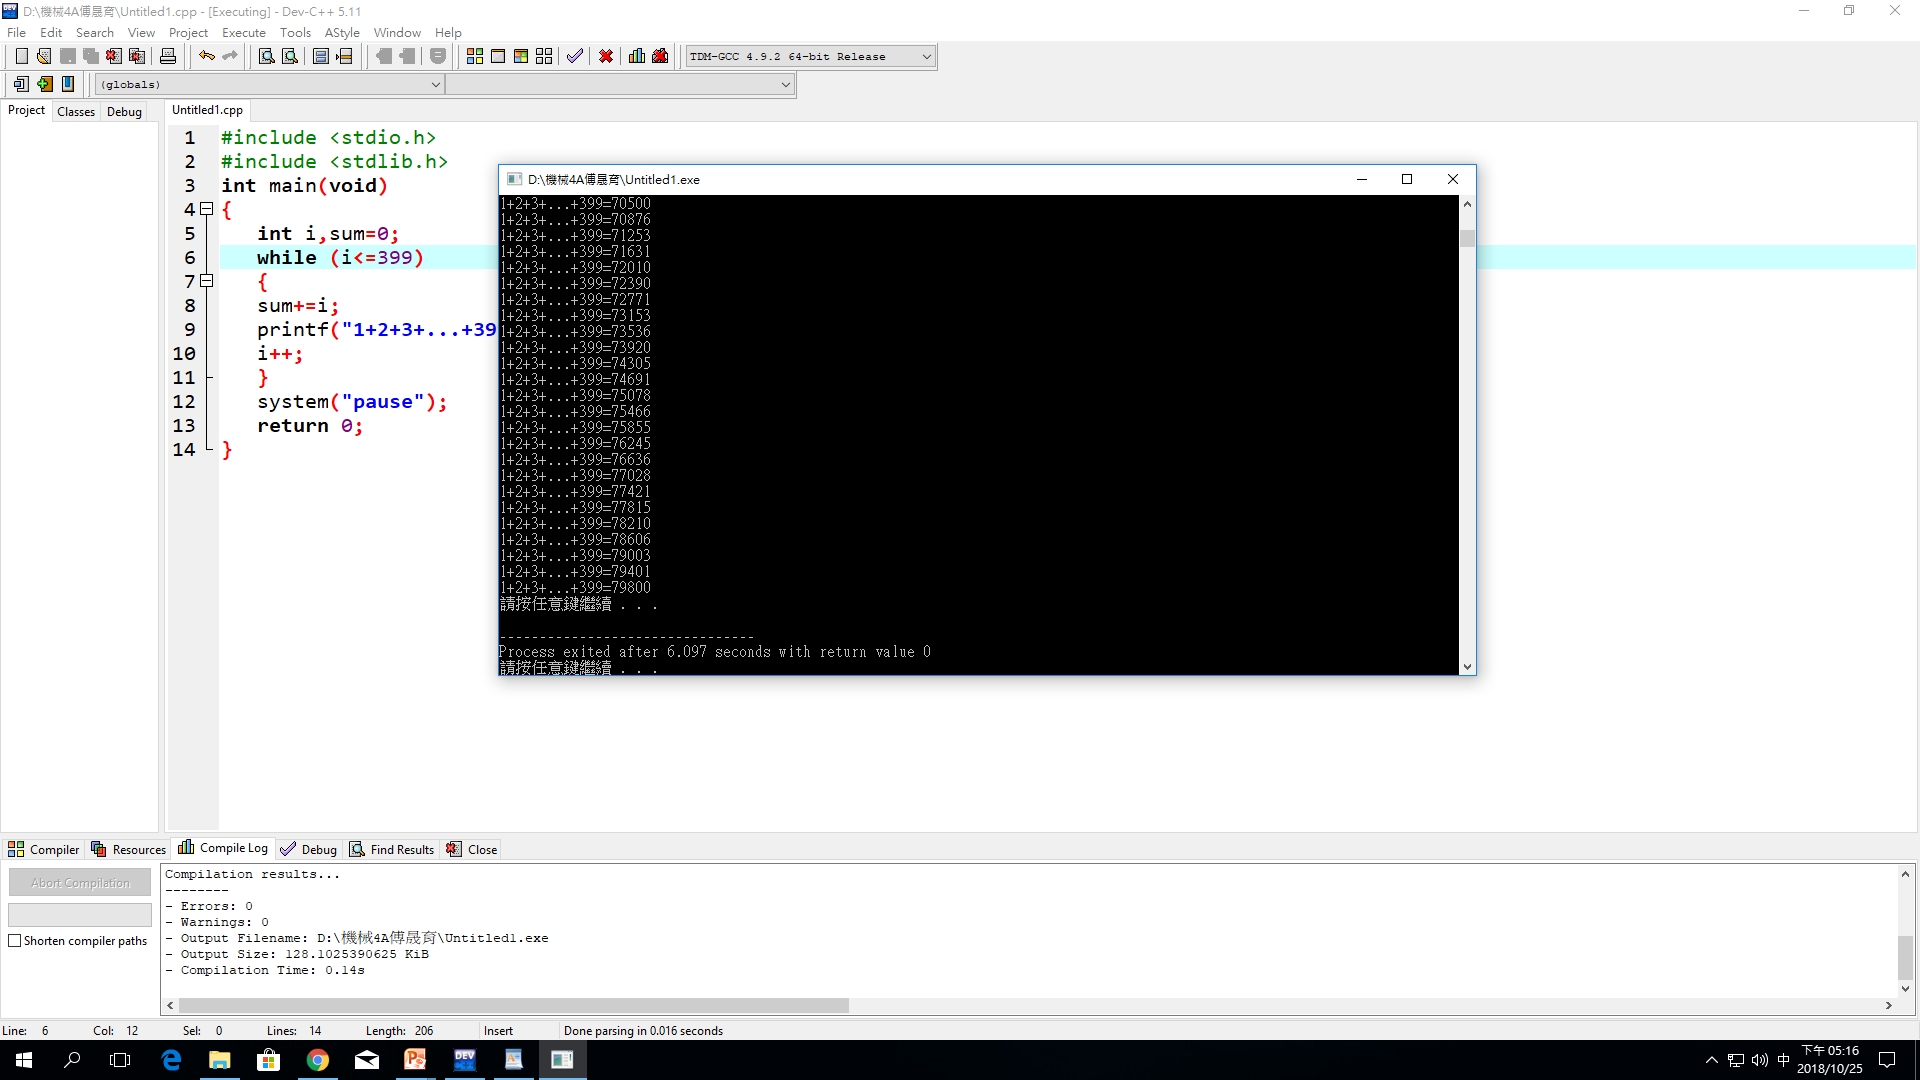 D:\機械4A傅晟育\Untitled1.cpp - [Executing] - Dev-C++ 5.11
File Edit Search View Project Execute Tools AStyle Window Help
TDM-GCC 4.9.2 64-bit Release
(globals)
Project Classes Debug
Untitled1.cpp
1 #include <stdio.h>
2 #include <stdlib.h>
3 int main(void)
4 {
5 int i,sum=0;
6 while (i<=399)
7 {
8 sum+=i;
9 printf("1+2+3+...+39
10 i++;
11 }
12 system("pause");
13 return 0;
14 }
D:\機械4A傅晟育\Untitled1.exe
1+2+3+...+399=70500
1+2+3+...+399=70876
1+2+3+...+399=71253
1+2+3+...+399=71631
1+2+3+...+399=72010
1+2+3+...+399=72390
1+2+3+...+399=72771
1+2+3+...+399=73153
1+2+3+...+399=73536
1+2+3+...+399=73920
1+2+3+...+399=74305
1+2+3+...+399=74691
1+2+3+...+399=75078
1+2+3+...+399=75466
1+2+3+...+399=75855
1+2+3+...+399=76245
1+2+3+...+399=76636
1+2+3+...+399=77028
1+2+3+...+399=77421
1+2+3+...+399=77815
1+2+3+...+399=78210
1+2+3+...+399=78606
1+2+3+...+399=79003
1+2+3+...+399=79401
1+2+3+...+399=79800
請按任意鍵繼續 . . .
--------------------------------
Process exited after 6.097 seconds with return value 0
請按任意鍵繼續 . . .
Compiler Resources Compile Log Debug Find Results Close
Abort Compilation
Shorten compiler paths
Compilation results...
--------
- Errors: 0
- Warnings: 0
- Output Filename: D:\機械4A傅晟育\Untitled1.exe
- Output Size: 128.1025390625 KiB
- Compilation Time: 0.14s
Line: 6 Col: 12 Sel: 0 Lines: 14 Length: 206 Insert Done parsing in 0.016 seconds
DEV
中
下午 05:16
2018/10/25